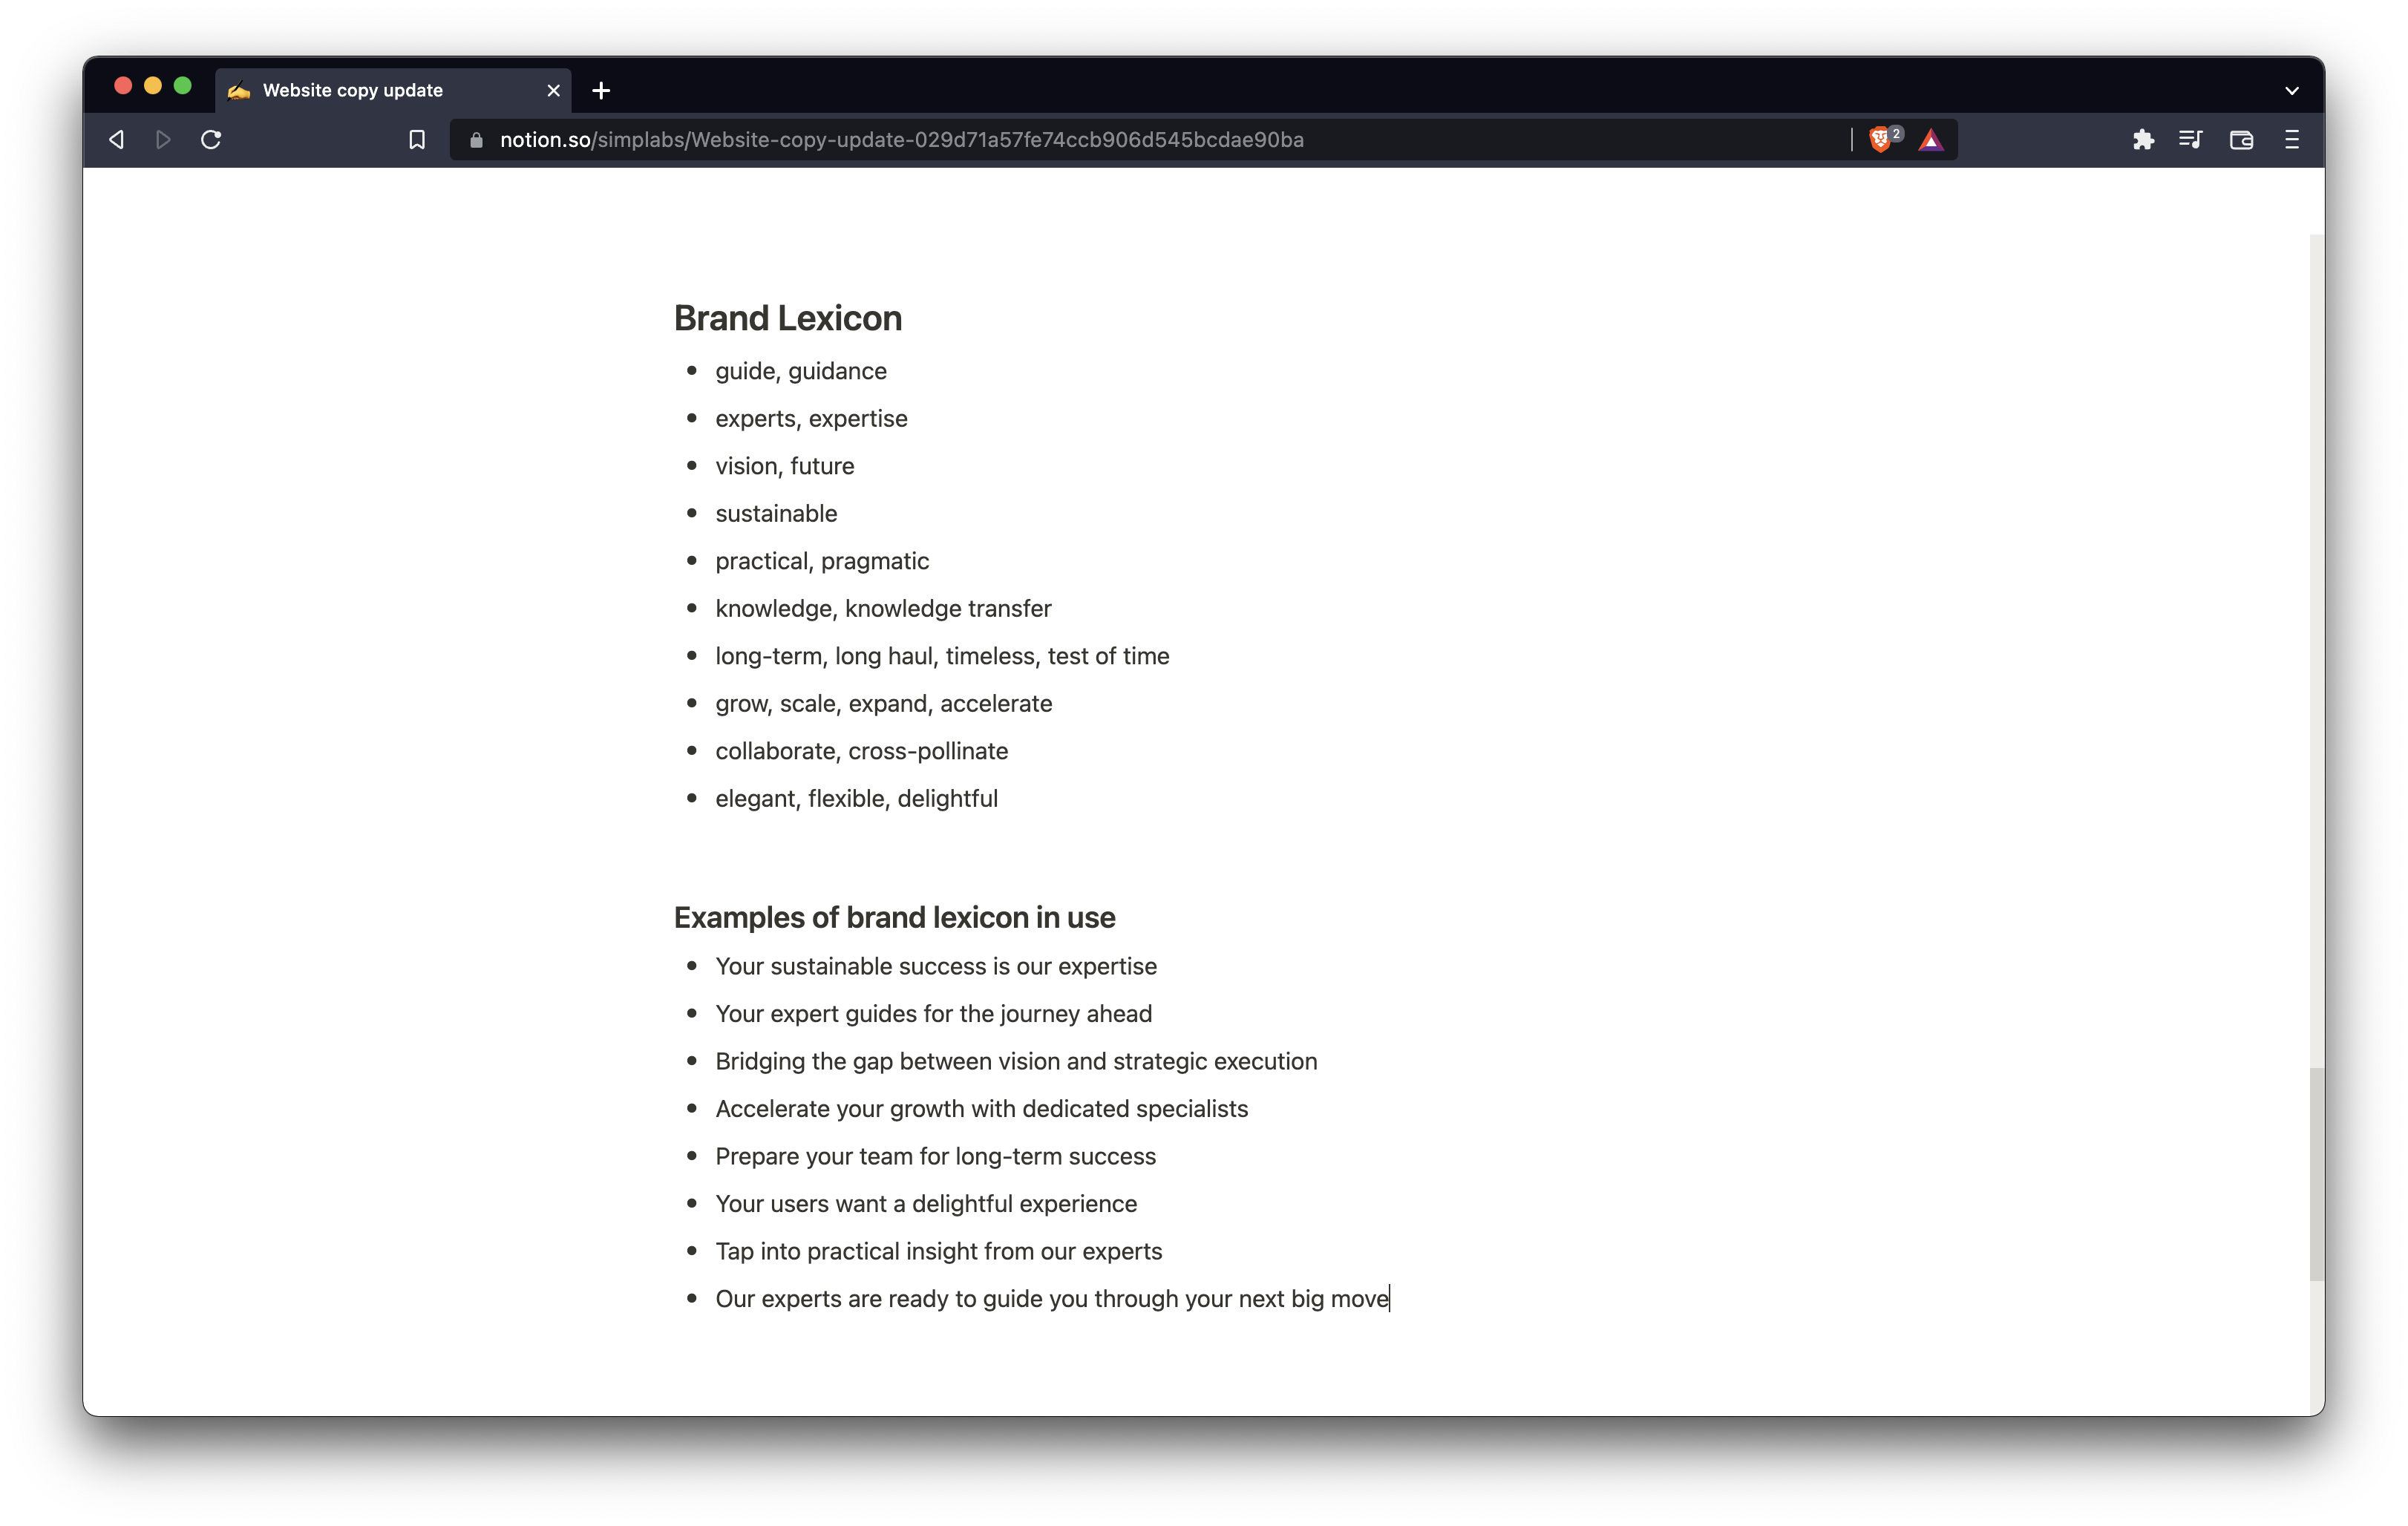 Website copy update
notion.so/simplabs/Website-copy-update-029d71a57fe74ccb906d545bcdae90ba
2
Brand Lexicon
• guide, guidance
• experts, expertise
• vision, future
• sustainable
• practical, pragmatic
• knowledge, knowledge transfer
• long-term, long haul, timeless, test of time
• grow, scale, expand, accelerate
• collaborate, cross-pollinate
• elegant, flexible, delightful
Examples of brand lexicon in use
• Your sustainable success is our expertise
• Your expert guides for the journey ahead
• Bridging the gap between vision and strategic execution
• Accelerate your growth with dedicated specialists
• Prepare your team for long-term success
• Your users want a delightful experience
• Tap into practical insight from our experts
• Our experts are ready to guide you through your next big move